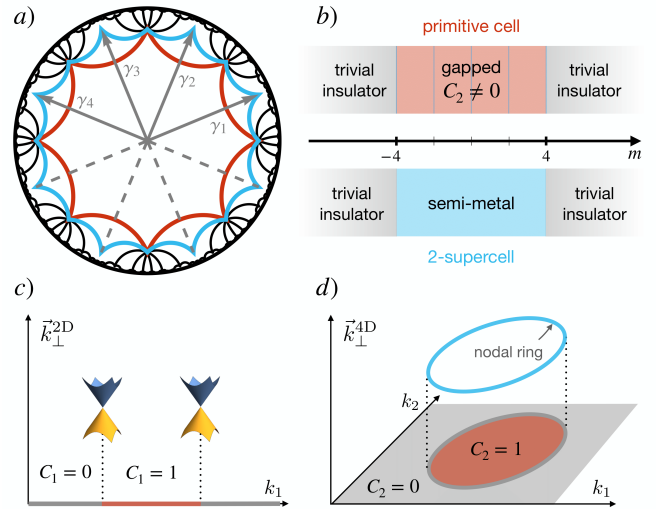 a)
γ₁
γ₂
γ₃
γ₄
b)
primitive cell
trivial
insulator
gapped
C₂ ≠ 0
trivial
insulator
−4
4
m
trivial
insulator
semi-metal
trivial
insulator
2-supercell
c)
k⃗⊥²ᴰ
C₁ = 0
C₁ = 1
k₁
d)
k⃗⊥⁴ᴰ
nodal ring
k₂
C₂ = 1
C₂ = 0
k₁